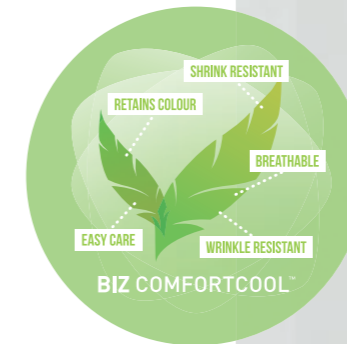 SHRINK RESISTANT
RETAINS COLOUR
BREATHABLE
EASY CARE
WRINKLE RESISTANT
BIZ COMFORTCOOL™